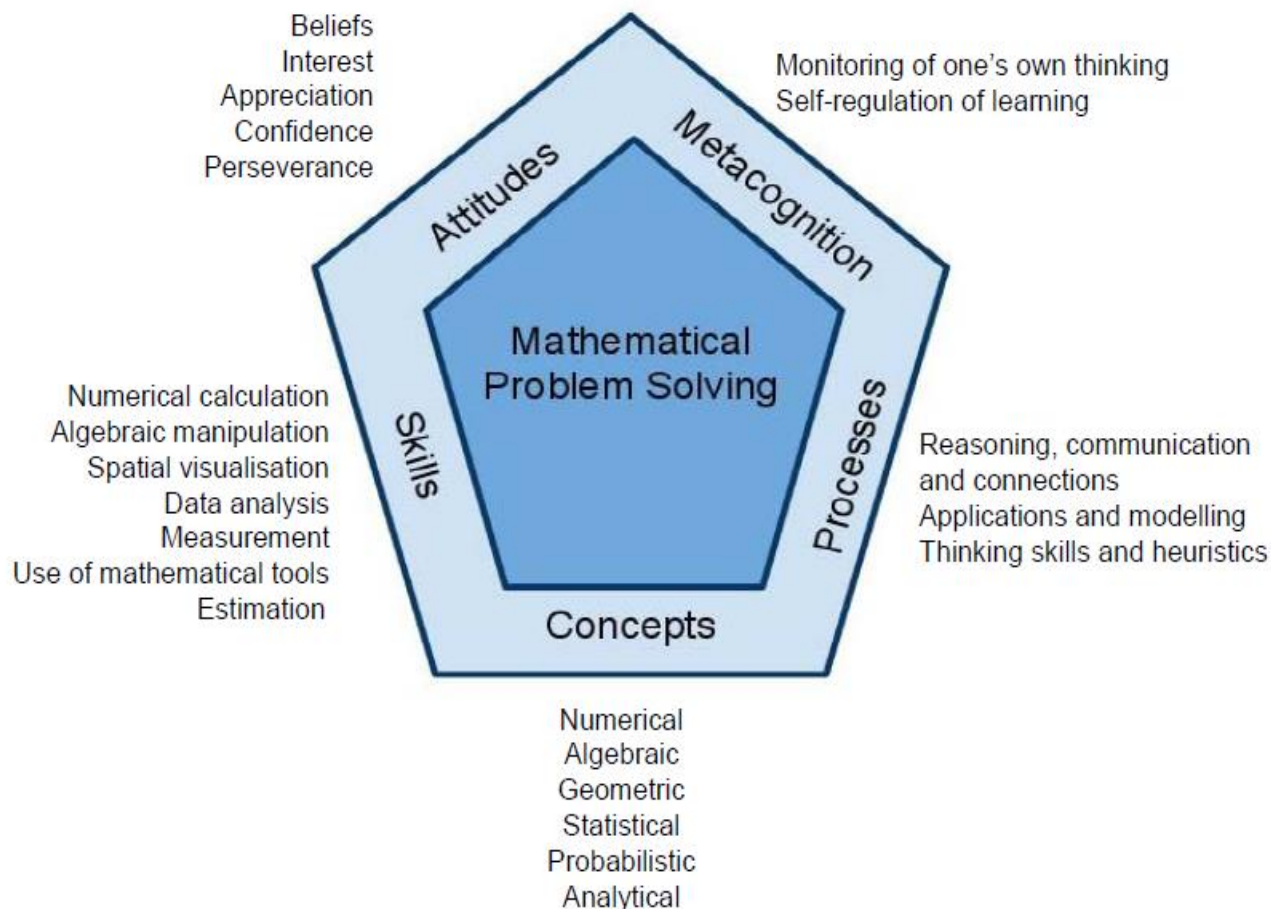 Beliefs
Interest
Appreciation
Confidence
Perseverance
Monitoring of one's own thinking
Self-regulation of learning
Attitudes
Metacognition
Mathematical
Problem Solving
Numerical calculation
Algebraic manipulation
Spatial visualisation
Data analysis
Measurement
Use of mathematical tools
Estimation
Skills
Processes
Reasoning, communication
and connections
Applications and modelling
Thinking skills and heuristics
Concepts
Numerical
Algebraic
Geometric
Statistical
Probabilistic
Analytical